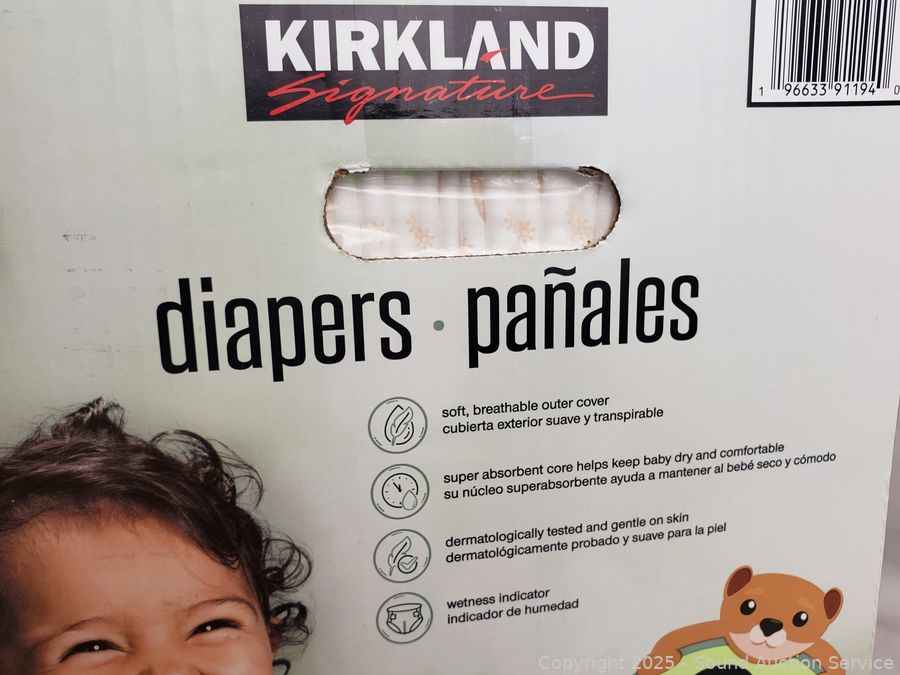 KIRKLAND
Signature
1 96633 91194 0
diapers · pañales
soft, breathable outer cover
cubierta exterior suave y transpirable
super absorbent core helps keep baby dry and comfortable
su núcleo superabsorbente ayuda a mantener al bebé seco y cómodo
dermatologically tested and gentle on skin
dermatológicamente probado y suave para la piel
wetness indicator
indicador de humedad
Copyright 2025 - Sound Auction Service